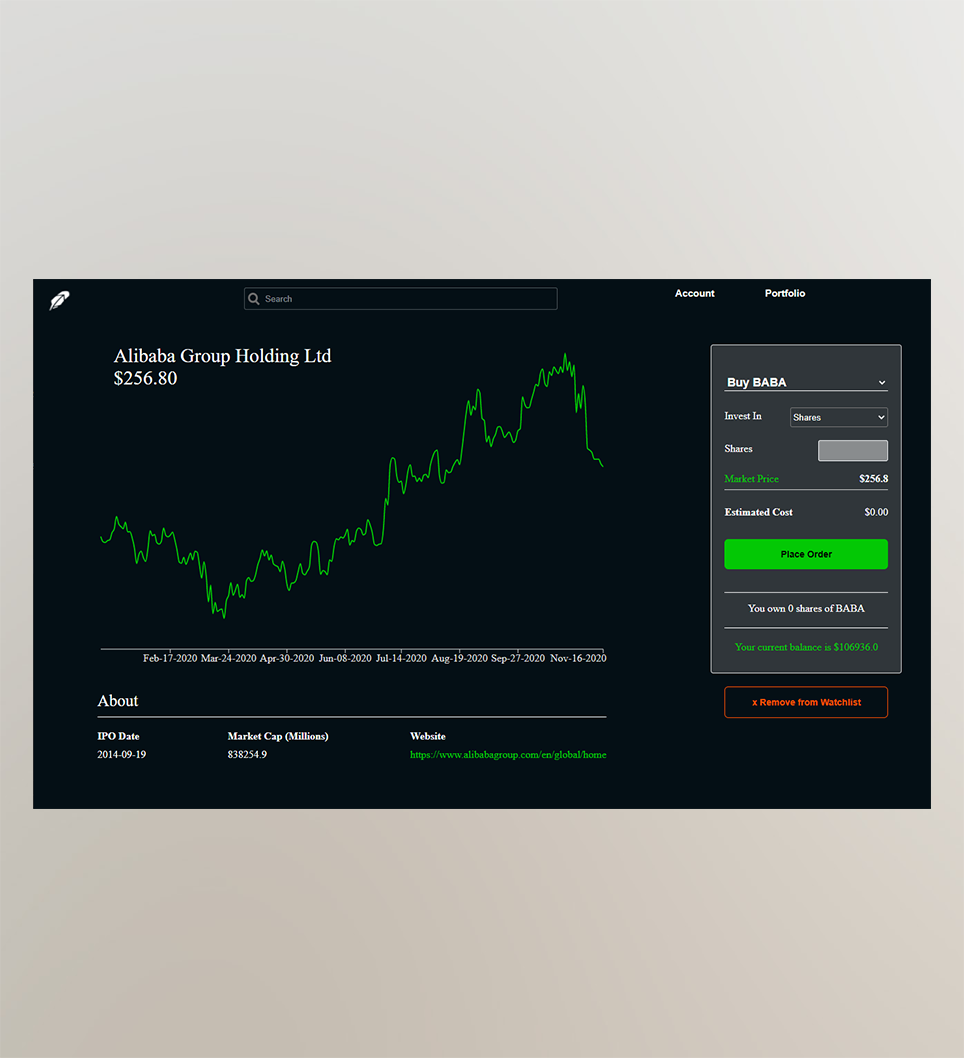 Search
Account
Portfolio
Alibaba Group Holding Ltd
$256.80
Feb-17-2020 Mar-24-2020 Apr-30-2020 Jun-08-2020 Jul-14-2020 Aug-19-2020 Sep-27-2020 Nov-16-2020
About
IPO Date Market Cap (Millions) Website
2014-09-19 838254.9 https://www.alibabagroup.com/en/global/home
Buy BABA
Invest In Shares
Shares
Market Price $256.8
Estimated Cost $0.00
Place Order
You own 0 shares of BABA
Your current balance is $106936.0
x Remove from Watchlist